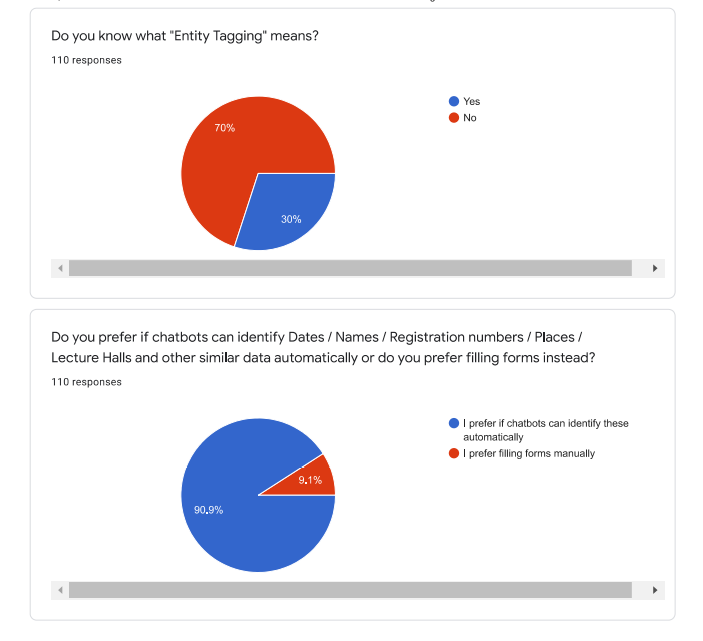 Do you know what "Entity Tagging" means?
110 responses
Yes
No
70%
30%
Do you prefer if chatbots can identify Dates / Names / Registration numbers / Places /
Lecture Halls and other similar data automatically or do you prefer filling forms instead?
110 responses
I prefer if chatbots can identify these
automatically
I prefer filling forms manually
9.1%
90.9%